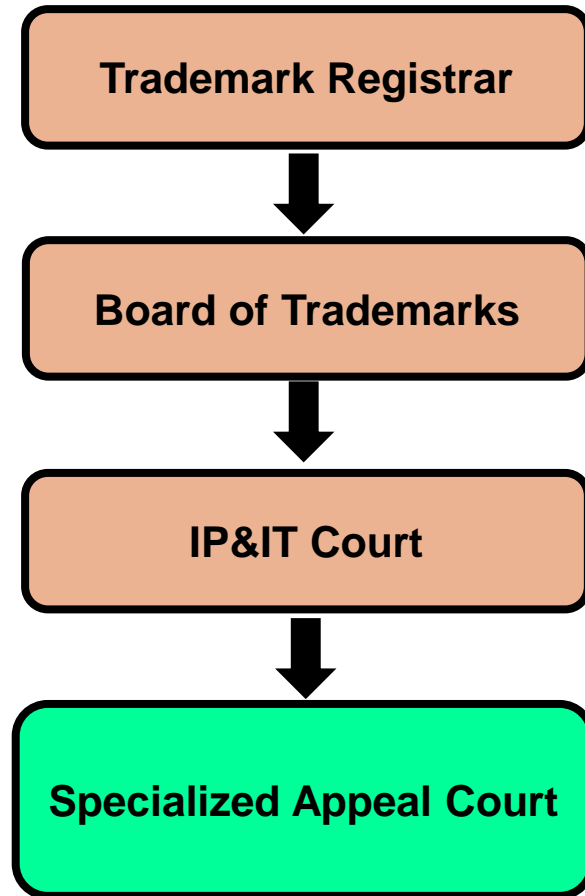 Trademark Registrar
Board of Trademarks
IP&IT Court
Specialized Appeal Court